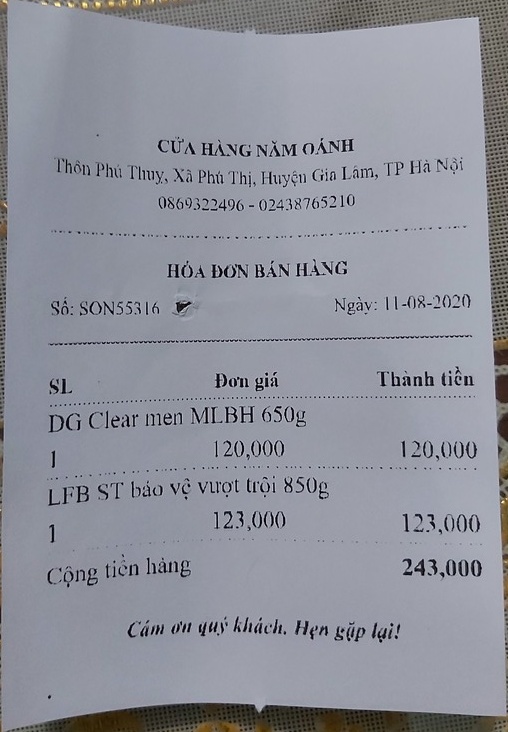 CỬA HÀNG NĂM OÁNH
Thôn Phú Thuỵ, Xã Phú Thị, Huyện Gia Lâm, TP Hà Nội
0869322496 - 02438765210
HÓA ĐƠN BÁN HÀNG
Số: SON55316 Ngày: 11-08-2020
SL Đơn giá Thành tiền
DG Clear men MLBH 650g
1 120,000 120,000
LFB ST bảo vệ vượt trội 850g
1 123,000 123,000
Cộng tiền hàng 243,000
Cám ơn quý khách. Hẹn gặp lại!